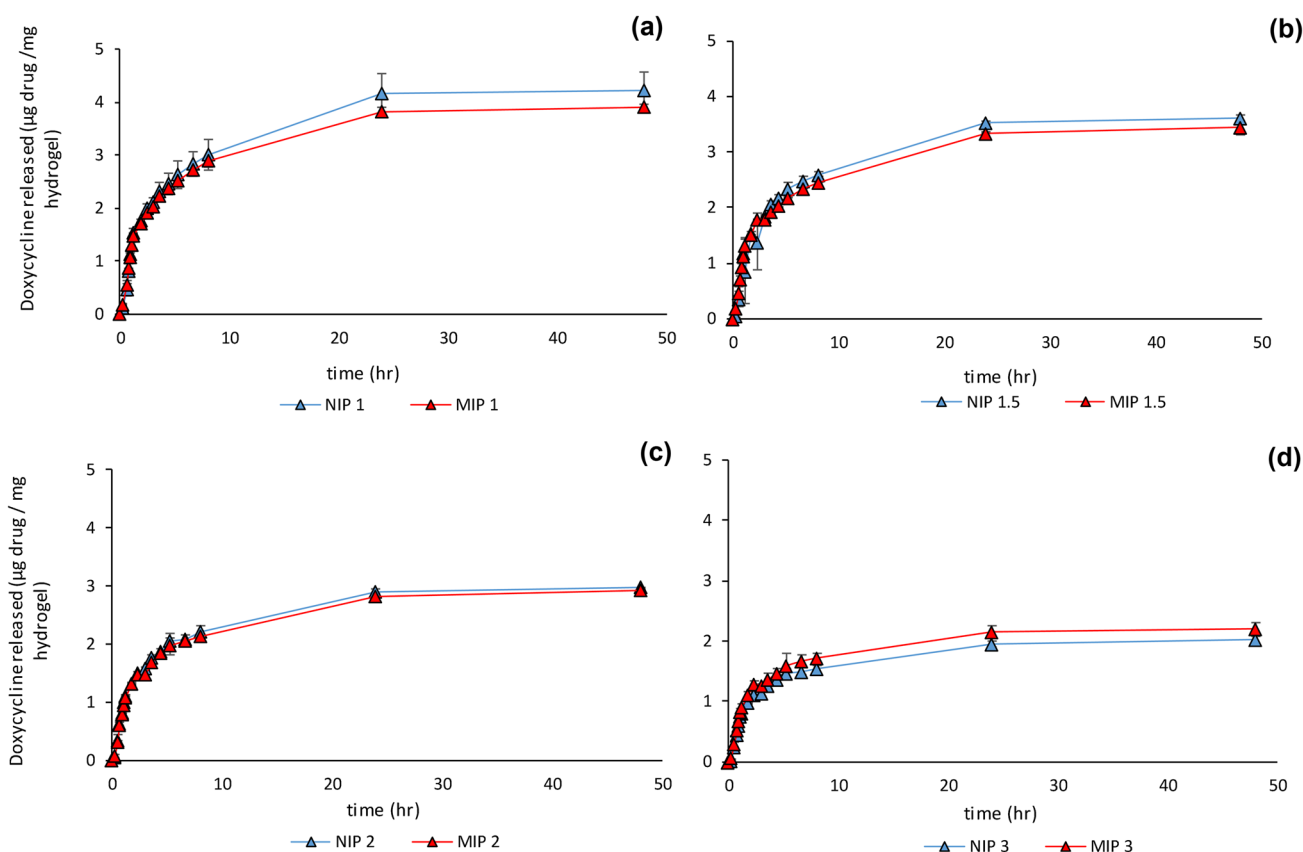 (a)
Doxycycline released (µg drug /mg
hydrogel)
5
4
3
2
1
0
0 10 20 30 40 50
time (hr)
NIP 1 MIP 1
(b)
5
4
3
2
1
0
0 10 20 30 40 50
time (hr)
NIP 1.5 MIP 1.5
(c)
Doxycycline released (µg drug / mg
hydrogel)
5
4
3
2
1
0
0 10 20 30 40 50
time (hr)
NIP 2 MIP 2
(d)
5
4
3
2
1
0
0 10 20 30 40 50
time (hr)
NIP 3 MIP 3